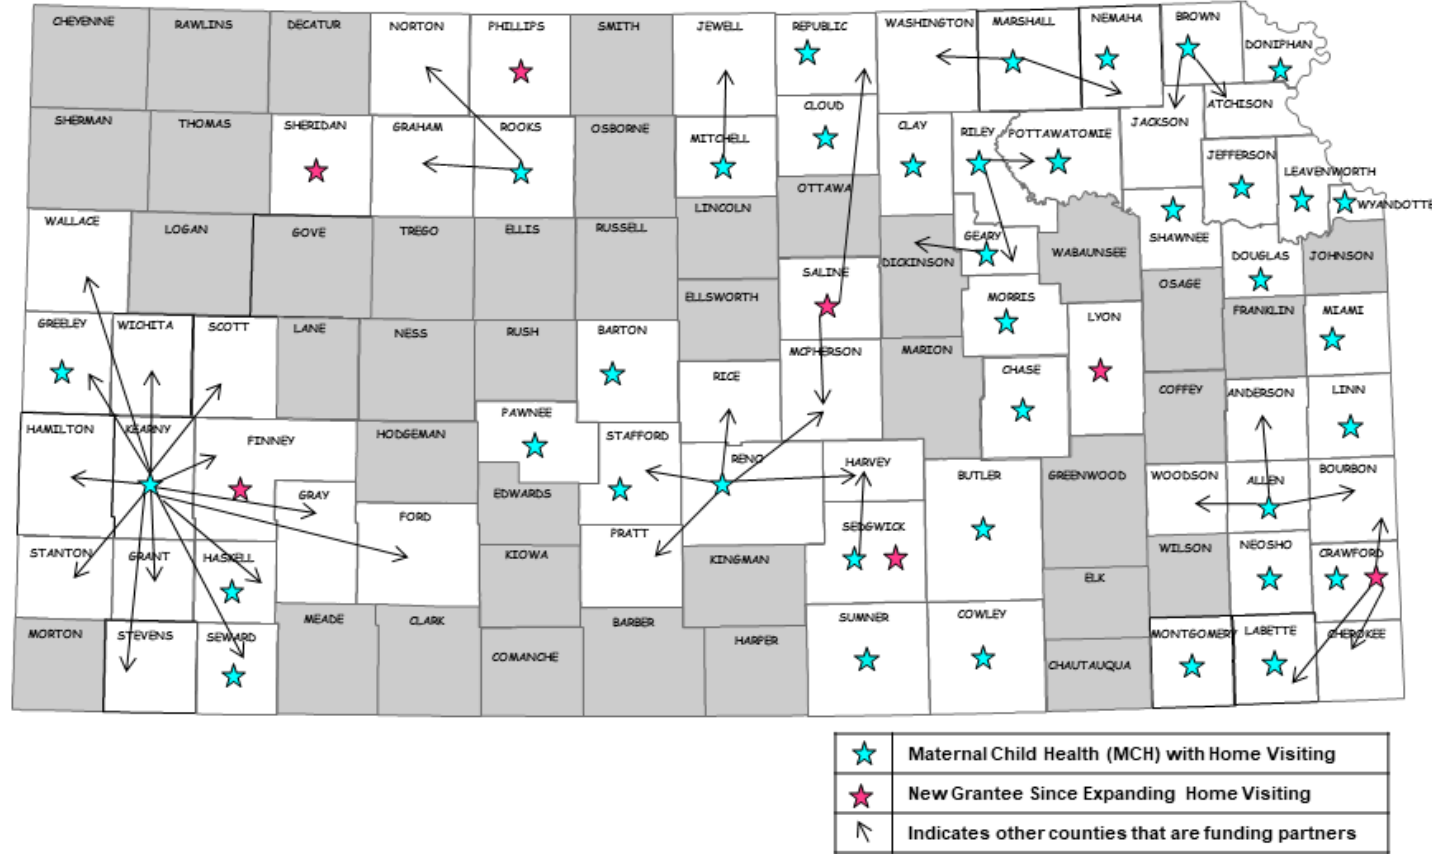 CHEYENNE
RAWLINS
DECATUR
NORTON
PHILLIPS
SMITH
JEWELL
REPUBLIC
WASHINGTON
MARSHALL
NEMAHA
BROWN
DONIPHAN
SHERMAN
THOMAS
SHERIDAN
GRAHAM
ROOKS
OSBORNE
MITCHELL
CLOUD
CLAY
RILEY
POTTAWATOMIE
JACKSON
ATCHISON
JEFFERSON
LEAVENWORTH
WYANDOTTE
WALLACE
LOGAN
GOVE
TREGO
ELLIS
RUSSELL
LINCOLN
OTTAWA
DICKINSON
GEARY
WABAUNSEE
SHAWNEE
DOUGLAS
JOHNSON
GREELEY
WICHITA
SCOTT
LANE
NESS
RUSH
BARTON
ELLSWORTH
SALINE
MCPHERSON
MARION
MORRIS
CHASE
LYON
OSAGE
FRANKLIN
MIAMI
HAMILTON
KEARNY
FINNEY
HODGEMAN
PAWNEE
STAFFORD
RICE
RENO
HARVEY
BUTLER
GREENWOOD
COFFEY
ANDERSON
LINN
WOODSON
ALLEN
BOURBON
GRAY
FORD
EDWARDS
PRATT
KINGMAN
SEDGWICK
STANTON
GRANT
HASKELL
KIOWA
ELK
WILSON
NEOSHO
CRAWFORD
MORTON
STEVENS
SEWARD
MEADE
CLARK
COMANCHE
BARBER
HARPER
SUMNER
COWLEY
CHAUTAUQUA
MONTGOMERY
LABETTE
CHEROKEE
Maternal Child Health (MCH) with Home Visiting
New Grantee Since Expanding Home Visiting
Indicates other counties that are funding partners